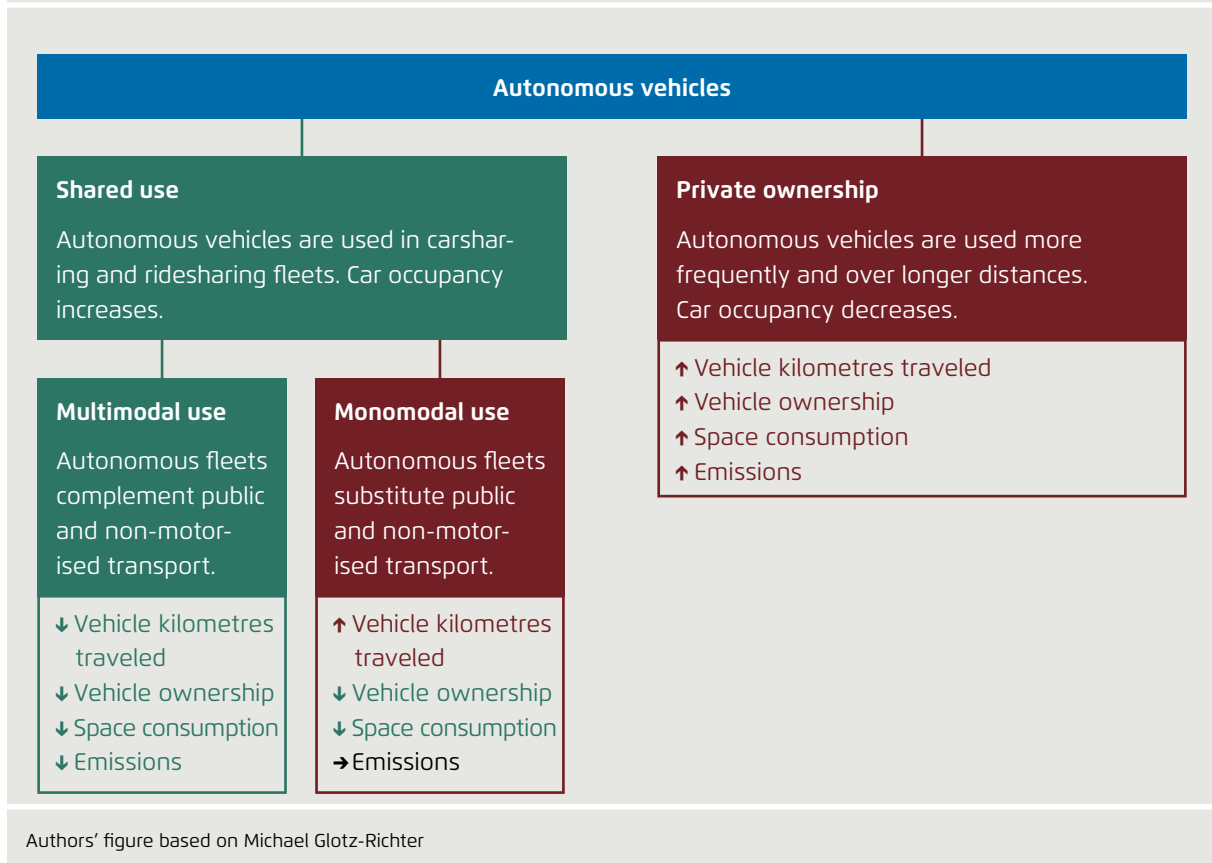 Autonomous vehicles
Shared use
Autonomous vehicles are used in carshar-
ing and ridesharing fleets. Car occupancy
increases.
Private ownership
Autonomous vehicles are used more
frequently and over longer distances.
Car occupancy decreases.
↑ Vehicle kilometres traveled
↑ Vehicle ownership
↑ Space consumption
↑ Emissions
Multimodal use
Autonomous fleets
complement public
and non-motor-
ised transport.
↓ Vehicle kilometres
traveled
↓ Vehicle ownership
↓ Space consumption
↓ Emissions
Monomodal use
Autonomous fleets
substitute public
and non-motor-
ised transport.
↑ Vehicle kilometres
traveled
↓ Vehicle ownership
↓ Space consumption
→ Emissions
Authors' figure based on Michael Glotz-Richter